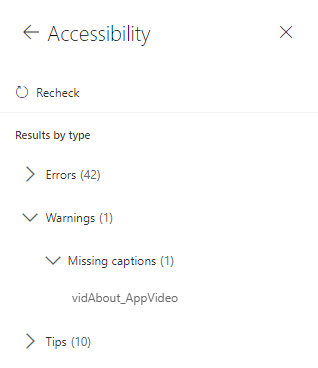 Accessibility
Recheck
Results by type
Errors (42)
Warnings (1)
Missing captions (1)
vidAbout_AppVideo
Tips (10)